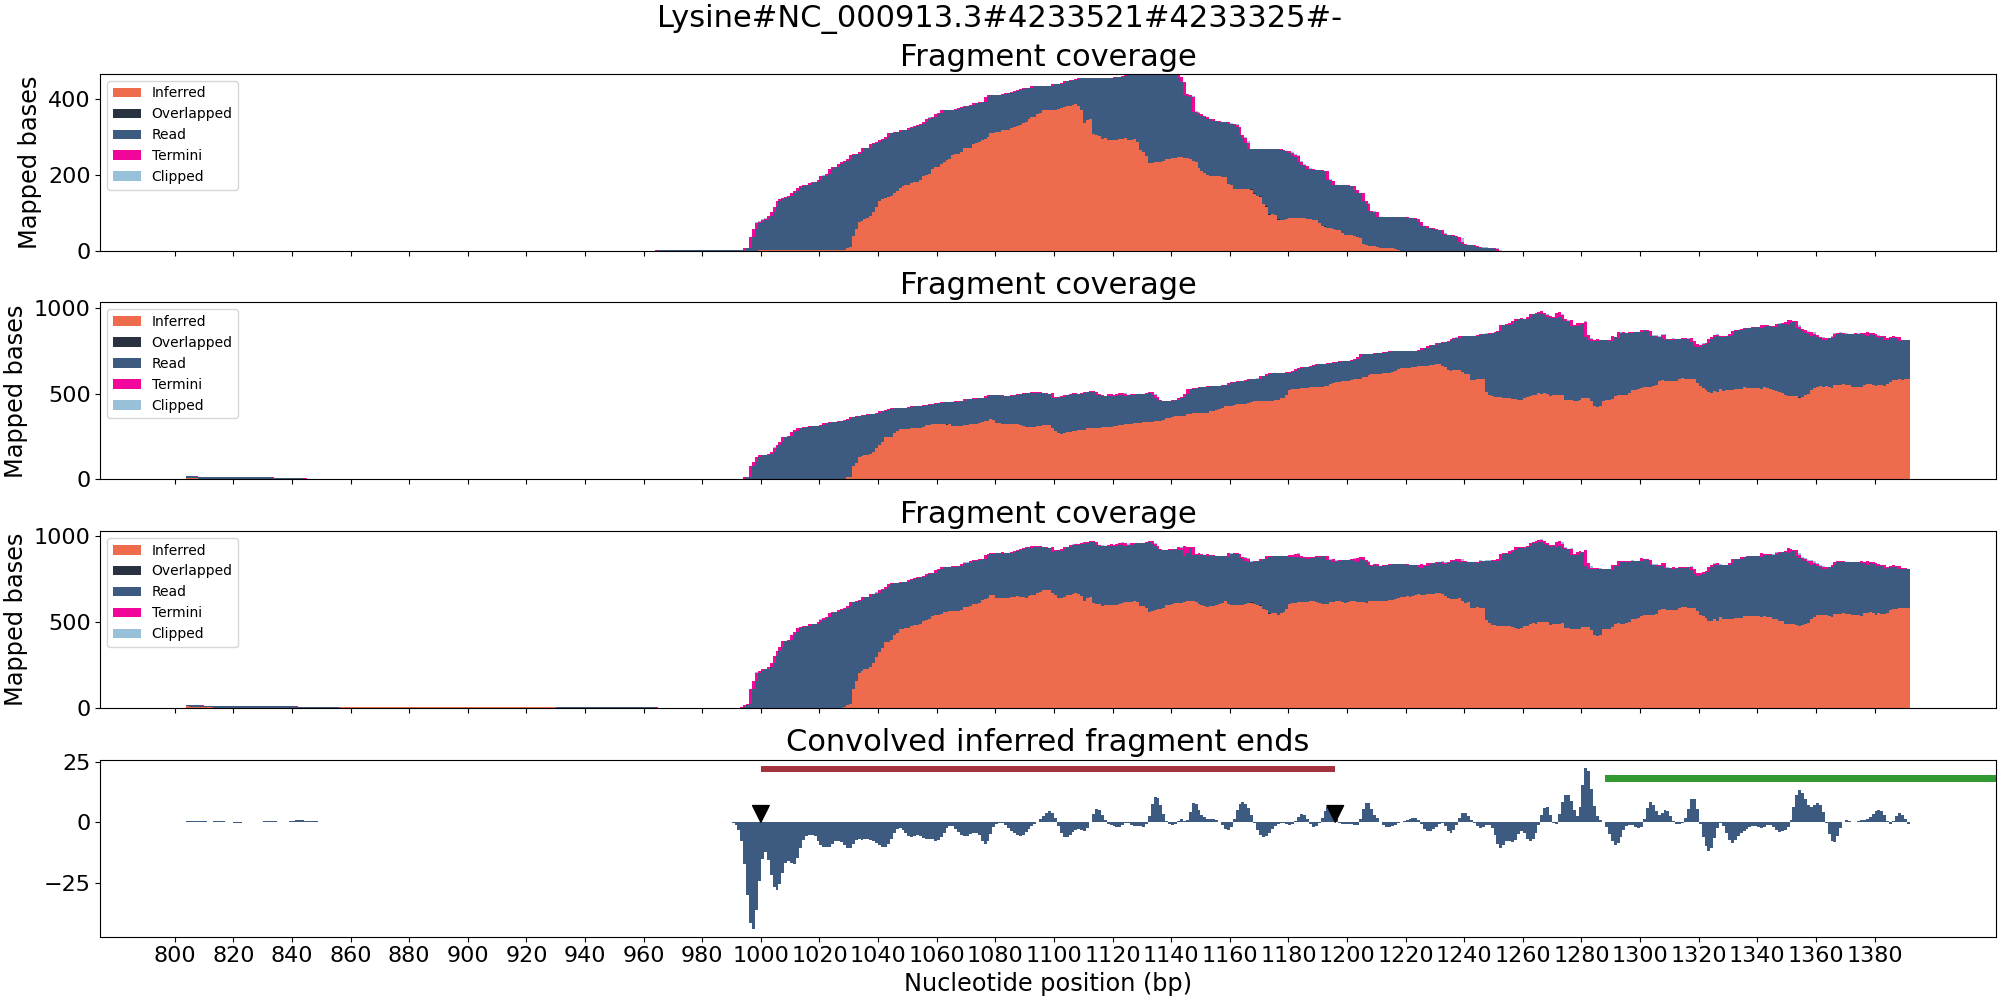 Lysine#NC_000913.3#4233521#4233325#-
Fragment coverage
Mapped bases
400
200
0
Inferred
Overlapped
Read
Termini
Clipped
Fragment coverage
Mapped bases
1000
500
0
Inferred
Overlapped
Read
Termini
Clipped
Fragment coverage
Mapped bases
1000
500
0
Inferred
Overlapped
Read
Termini
Clipped
Convolved inferred fragment ends
25
0
−25
800 820 840 860 880 900 920 940 960 980 1000 1020 1040 1060 1080 1100 1120 1140 1160 1180 1200 1220 1240 1260 1280 1300 1320 1340 1360 1380
Nucleotide position (bp)